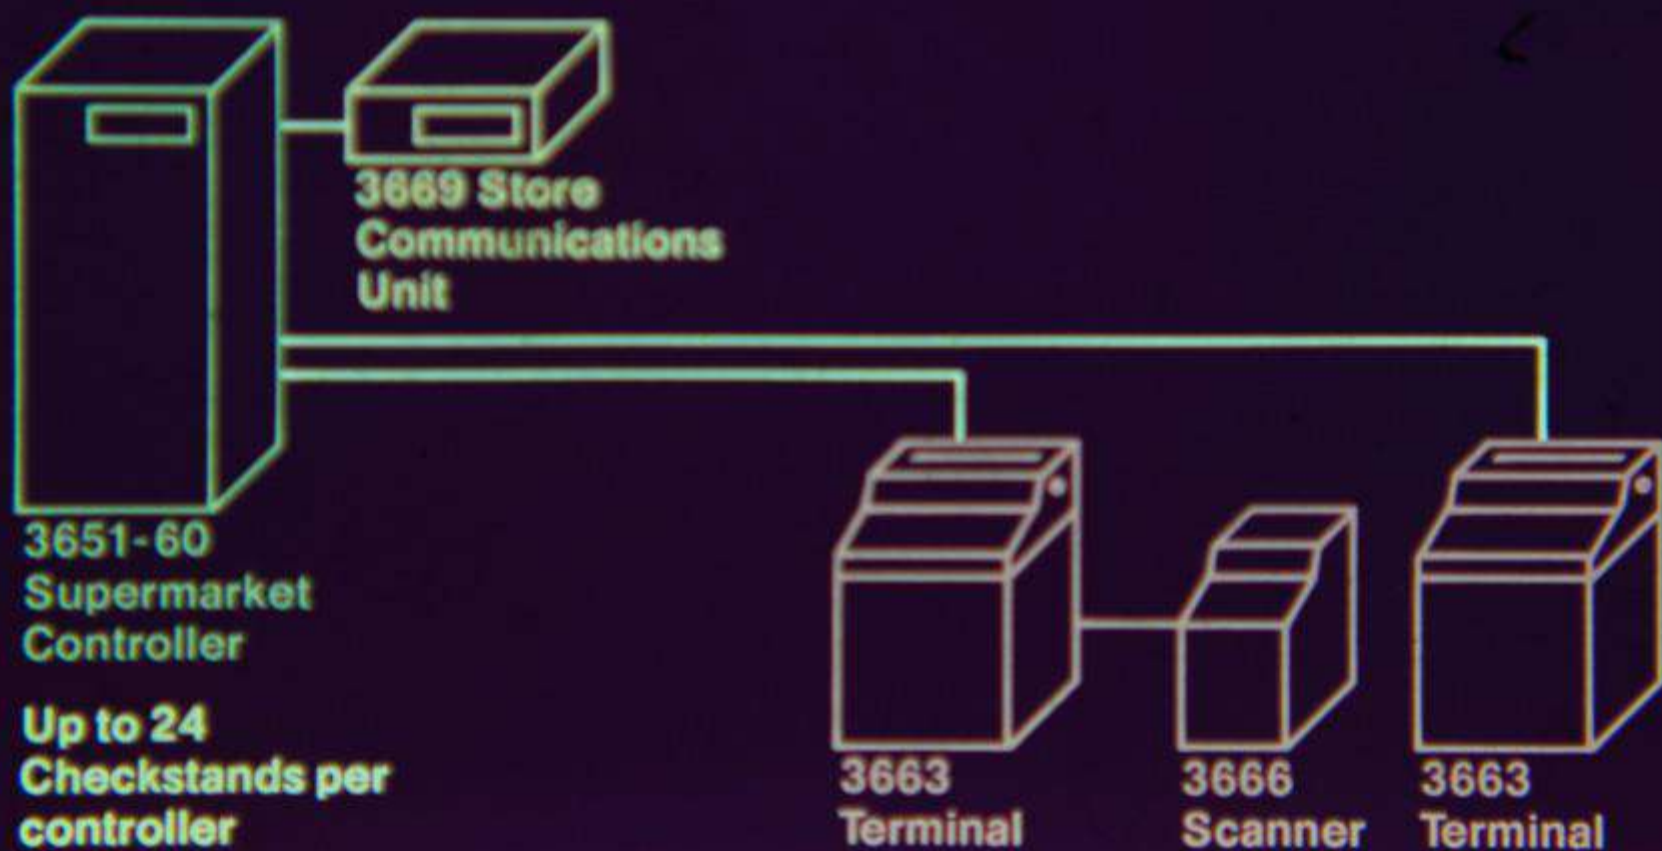 3669 Store
Communications
Unit
3651-60
Supermarket
Controller
Up to 24
Checkstands per
controller
3663
Terminal
3666
Scanner
3663
Terminal